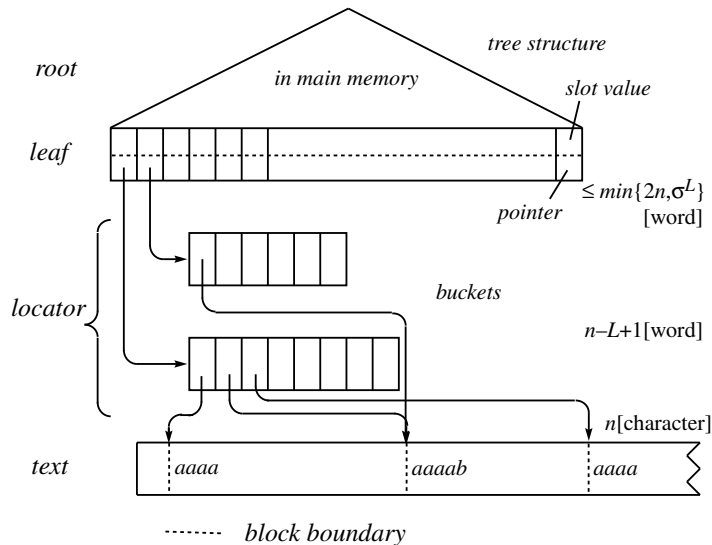 tree structure
root
in main memory
slot value
leaf
pointer
≤ min{2n,σ^L}
[word]
locator
buckets
n–L+1[word]
n[character]
text
aaaa
aaaab
aaaa
block boundary